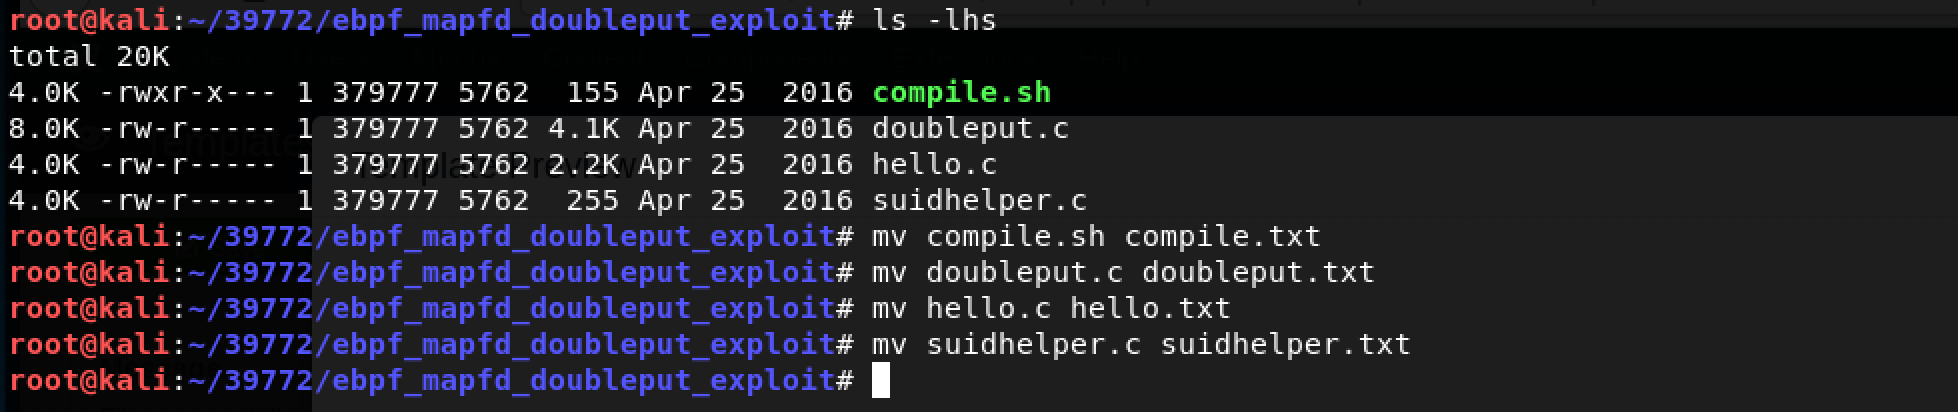 root@kali:~/39772/ebpf_mapfd_doubleput_exploit# ls -lhs
total 20K
4.0K -rwxr-x--- 1 379777 5762  155 Apr 25  2016 compile.sh
8.0K -rw-r----- 1 379777 5762 4.1K Apr 25  2016 doubleput.c
4.0K -rw-r----- 1 379777 5762 2.2K Apr 25  2016 hello.c
4.0K -rw-r----- 1 379777 5762  255 Apr 25  2016 suidhelper.c
root@kali:~/39772/ebpf_mapfd_doubleput_exploit# mv compile.sh compile.txt
root@kali:~/39772/ebpf_mapfd_doubleput_exploit# mv doubleput.c doubleput.txt
root@kali:~/39772/ebpf_mapfd_doubleput_exploit# mv hello.c hello.txt
root@kali:~/39772/ebpf_mapfd_doubleput_exploit# mv suidhelper.c suidhelper.txt
root@kali:~/39772/ebpf_mapfd_doubleput_exploit#